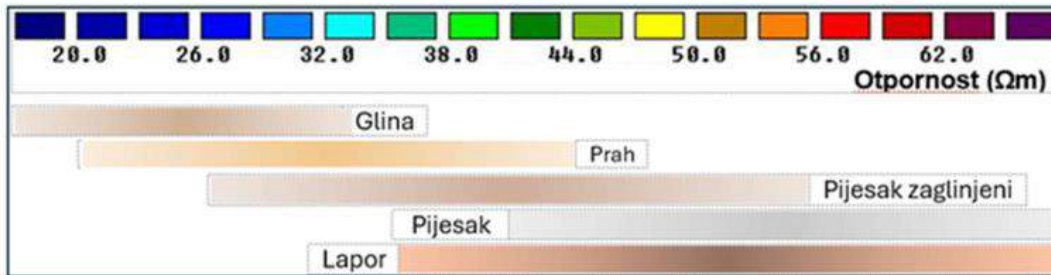 20.0 26.0 32.0 38.0 44.0 50.0 56.0 62.0
Otpornost (Ωm)
Glina
Prah
Pijesak zaglinjeni
Pijesak
Lapor